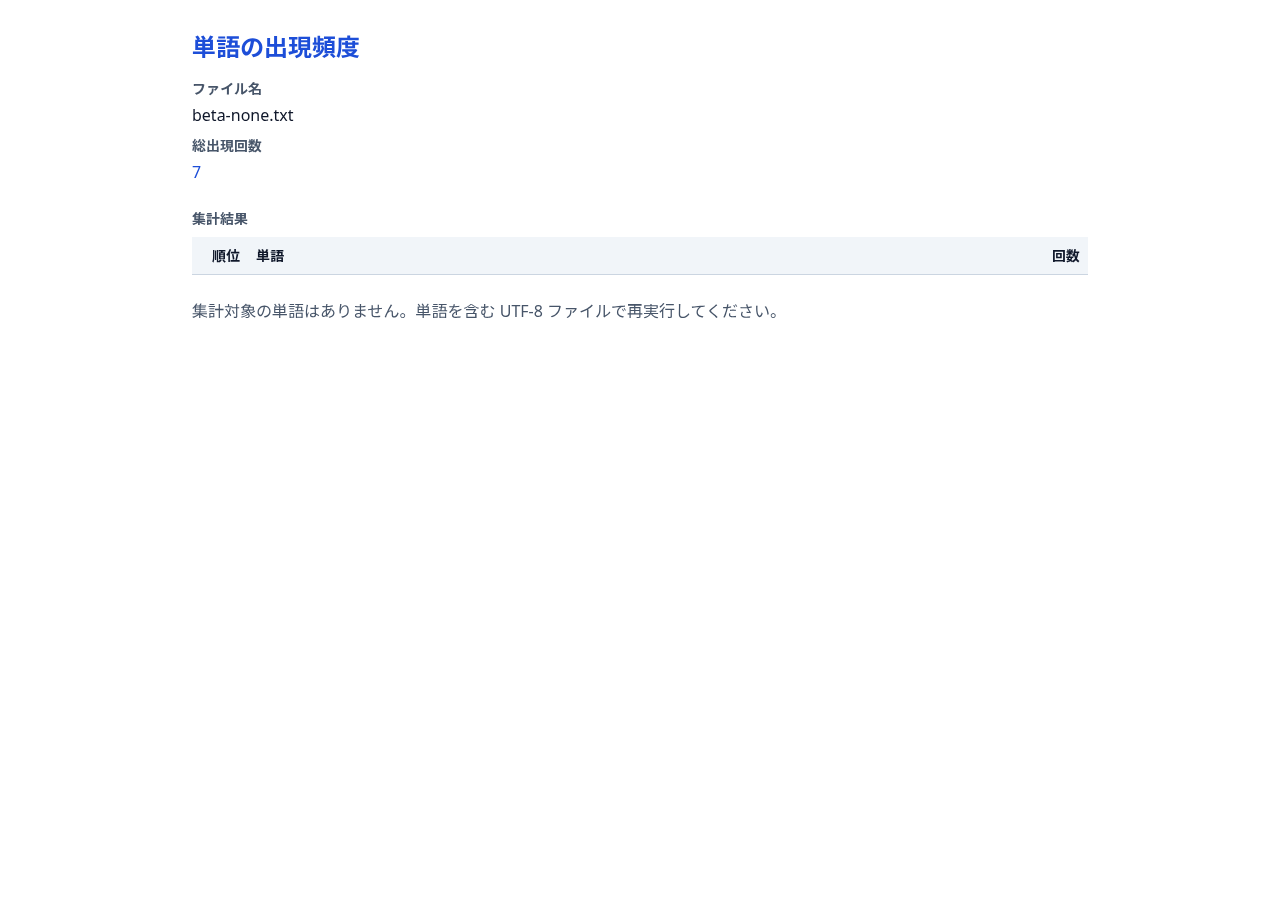 単語の出現頻度
ファイル名
beta-none.txt
総出現回数
7
集計結果
順位 単語 回数
集計対象の単語はありません。単語を含む UTF-8 ファイルで再実行してください。